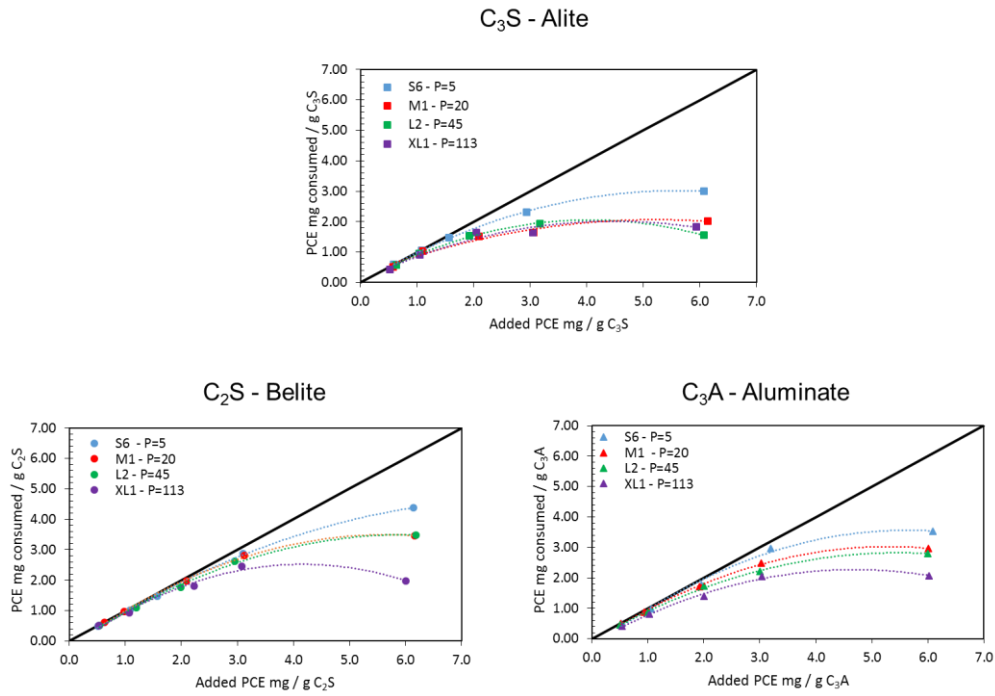 C₃S - Alite
PCE mg consumed / g C₃S
7.00
6.00
5.00
4.00
3.00
2.00
1.00
0.00
S6 - P=5
M1 - P=20
L2 - P=45
XL1 - P=113
0.0 1.0 2.0 3.0 4.0 5.0 6.0 7.0
Added PCE mg / g C₃S
C₂S - Belite
PCE mg consumed / g C₂S
7.00
6.00
5.00
4.00
3.00
2.00
1.00
0.00
S6 - P=5
M1 - P=20
L2 - P=45
XL1 - P=113
0.0 1.0 2.0 3.0 4.0 5.0 6.0 7.0
Added PCE mg / g C₂S
C₃A - Aluminate
PCE mg consumed / g C₃A
7.00
6.00
5.00
4.00
3.00
2.00
1.00
0.00
S6 - P=5
M1 - P=20
L2 - P=45
XL1 - P=113
0.0 1.0 2.0 3.0 4.0 5.0 6.0 7.0
Added PCE mg / g C₃A